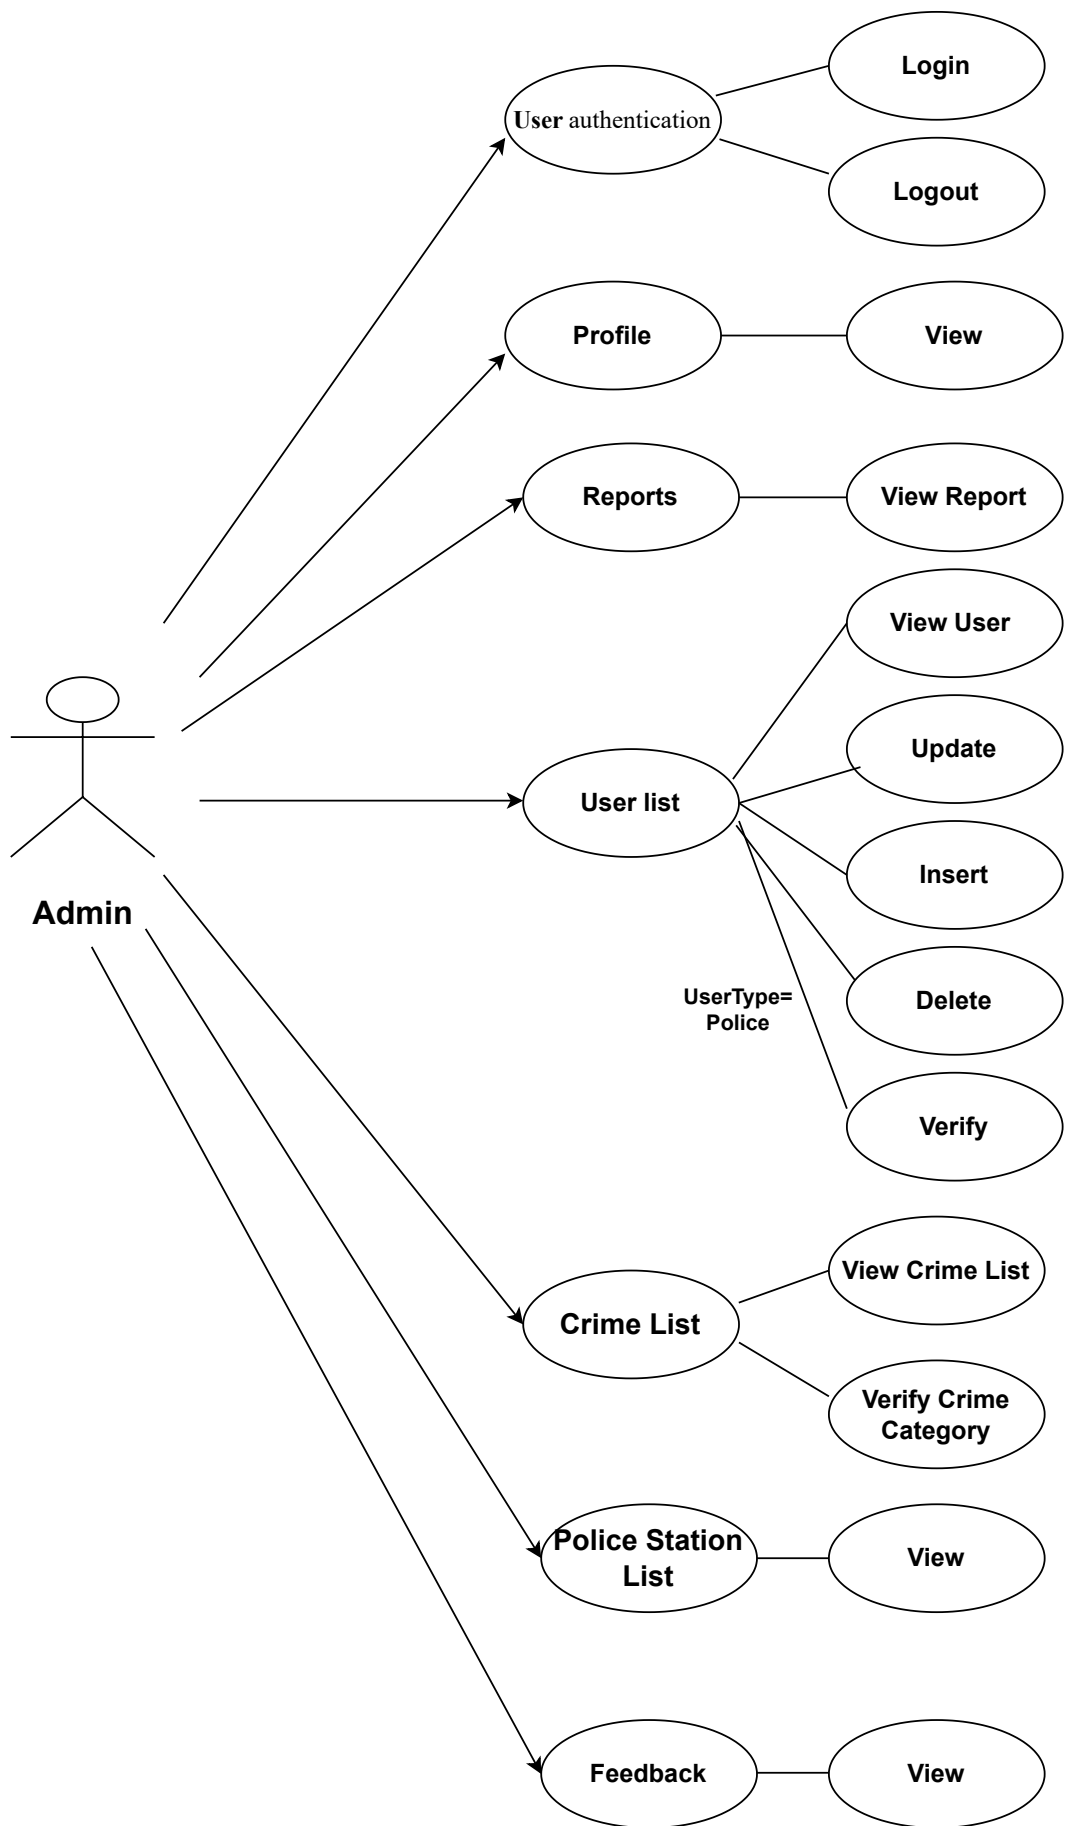 Login
User authentication
Logout
Profile
View
Reports
View Report
View User
Update
User list
Insert
Admin
Delete
UserType=
Police
Verify
View Crime List
Crime List
Verify Crime
Category
Police Station
List
View
Feedback
View